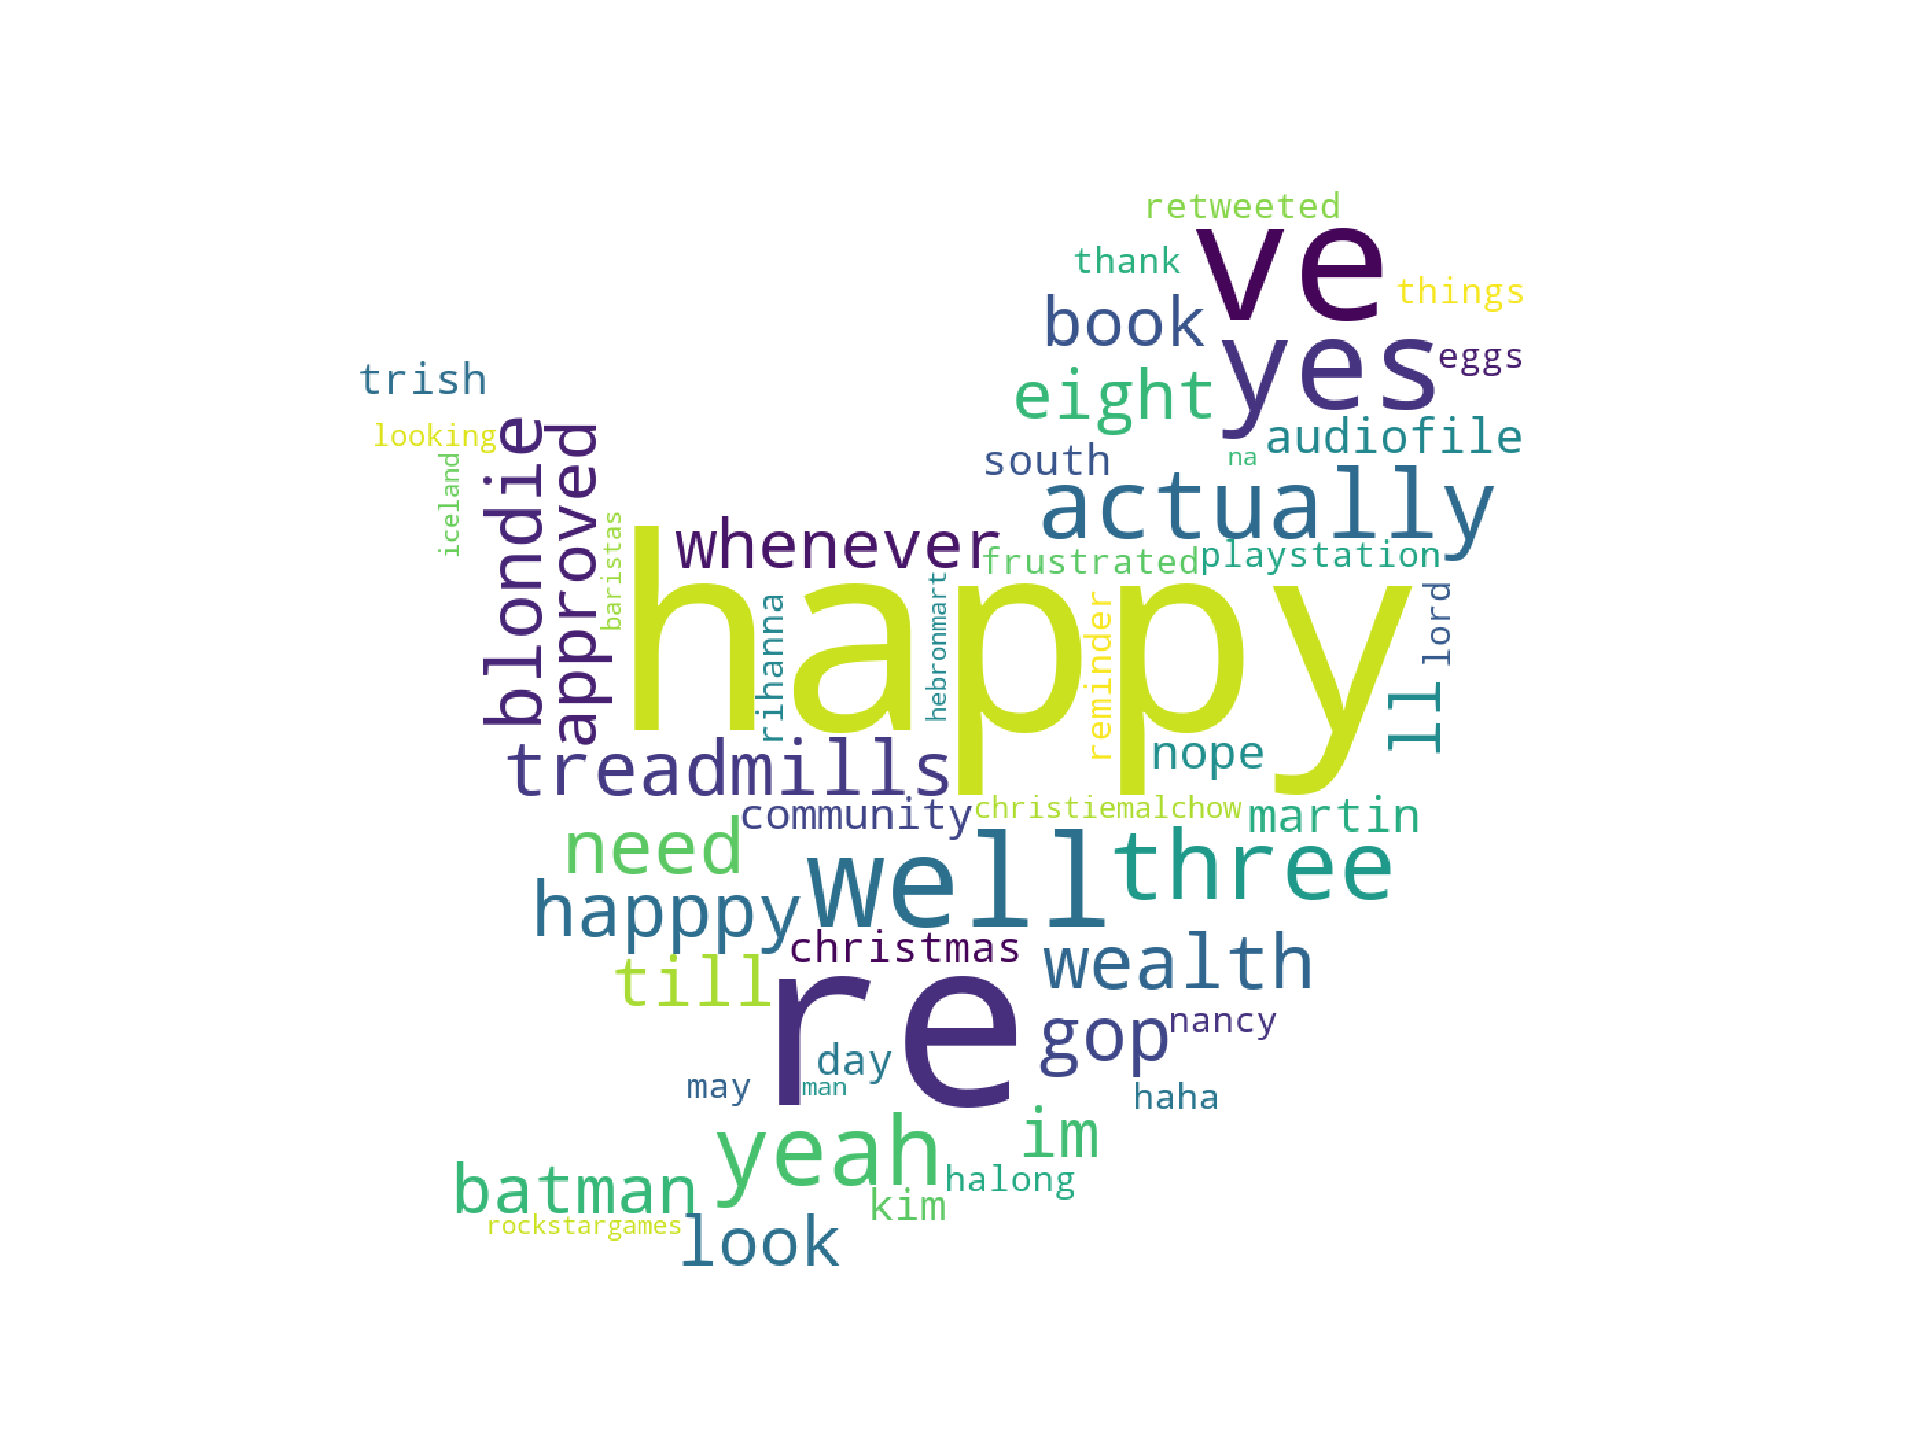 retweeted
ve
thank
things
book
yes
eggs
trish
eight
looking
audiofile
blondie
approved
south
na
iceland
actually
baristas
whenever
frustrated
playstation
happy
rihanna
hebronmart
reminder
lord
ll
nope
treadmills
community
christiemalchow
martin
need
well
three
happpy
christmas
wealth
till
re
gop
nancy
day
may
man
haha
yeah
im
batman
halong
kim
rockstargames
look